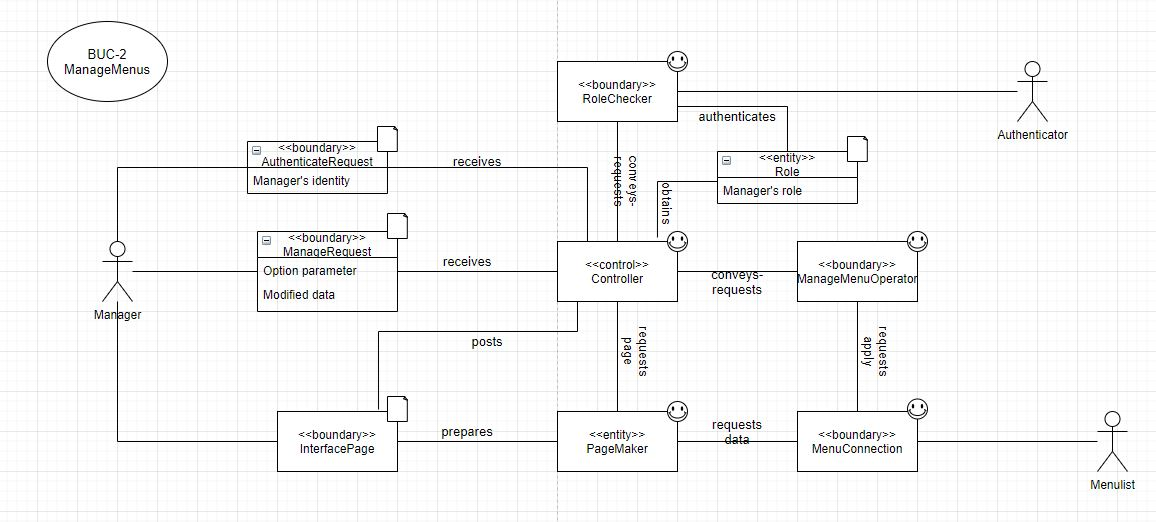 BUC-2
ManageMenus
<<boundary>>
RoleChecker
authenticates
Authenticator
<<boundary>>
AuthenticateRequest
Manager's identity
receives
conveys-
requests
obtains
<<entity>>
Role
Manager's role
<<boundary>>
ManageRequest
Option parameter
Modified data
receives
<<control>>
Controller
conveys-
requests
<<boundary>>
ManageMenuOperator
Manager
posts
requests
page
requests
apply
<<boundary>>
InterfacePage
prepares
<<entity>>
PageMaker
requests
data
<<boundary>>
MenuConnection
Menulist